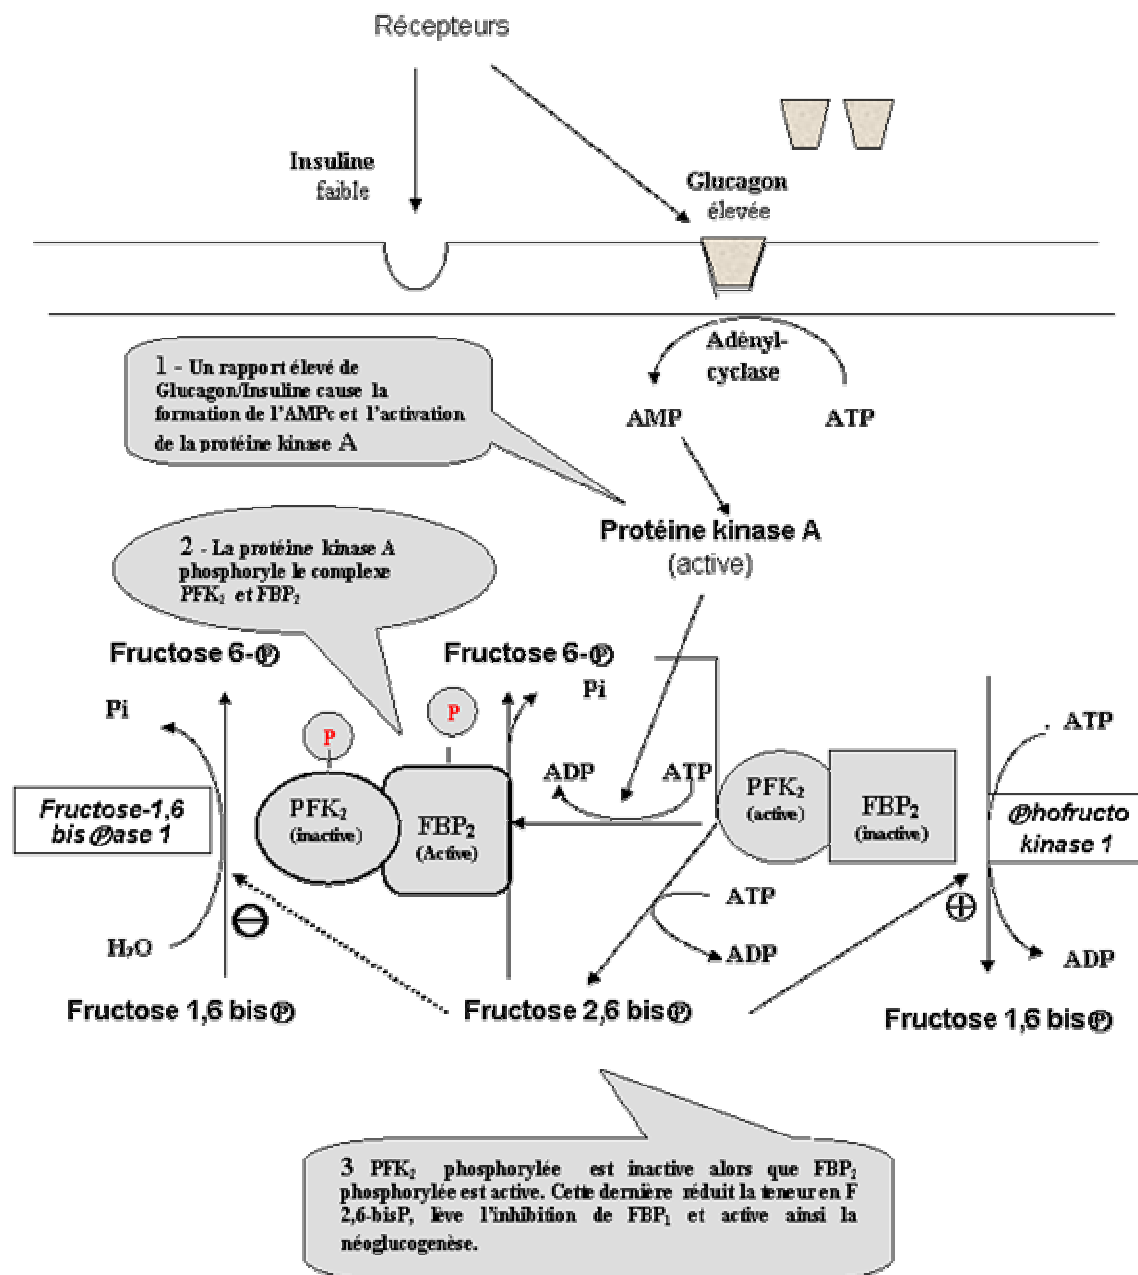 Récepteurs
Insuline
faible
Glucagon
élevée
Adényl-
cyclase
1 - Un rapport élevé de
Glucagon/Insuline cause la
formation de l'AMPc et l'activation
de la protéine kinase A
AMP
ATP
Protéine kinase A
(active)
2 - La protéine kinase A
phosphoryle le complexe
PFK₂ et FBP₂
Fructose 6-Ⓟ
Fructose 6-Ⓟ
Pi
Pi
P
P
ADP
ATP
ATP
PFK₂
(inactive)
FBP₂
(Active)
PFK₂
(active)
FBP₂
(inactive)
Fructose-1,6
bis Ⓟase 1
Ⓟhofructo
kinase 1
⊖
⊕
H₂O
ATP
ADP
ADP
Fructose 1,6 bisⓅ
Fructose 2,6 bisⓅ
Fructose 1,6 bisⓅ
3 PFK₂ phosphorylée est inactive alors que FBP₂
phosphorylée est active. Cette dernière réduit la teneur en F
2,6-bisP, lève l'inhibition de FBP₁ et active ainsi la
néoglucogenèse.